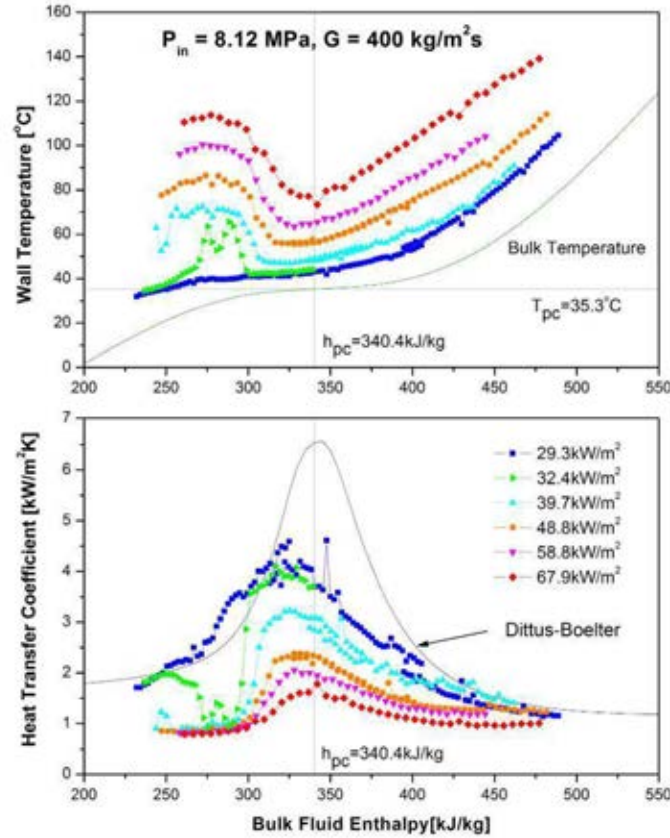 P_in = 8.12 MPa, G = 400 kg/m²s
160
140
120
100
80
60
40
20
0
Wall Temperature [°C]
Bulk Temperature
T_pc=35.3°C
h_pc=340.4kJ/kg
200 250 300 350 400 450 500 550
7
6
5
4
3
2
1
0
Heat Transfer Coefficient [kW/m²K]
29.3kW/m²
32.4kW/m²
39.7kW/m²
48.8kW/m²
58.8kW/m²
67.9kW/m²
Dittus-Boelter
h_pc=340.4kJ/kg
200 250 300 350 400 450 500 550
Bulk Fluid Enthalpy[kJ/kg]